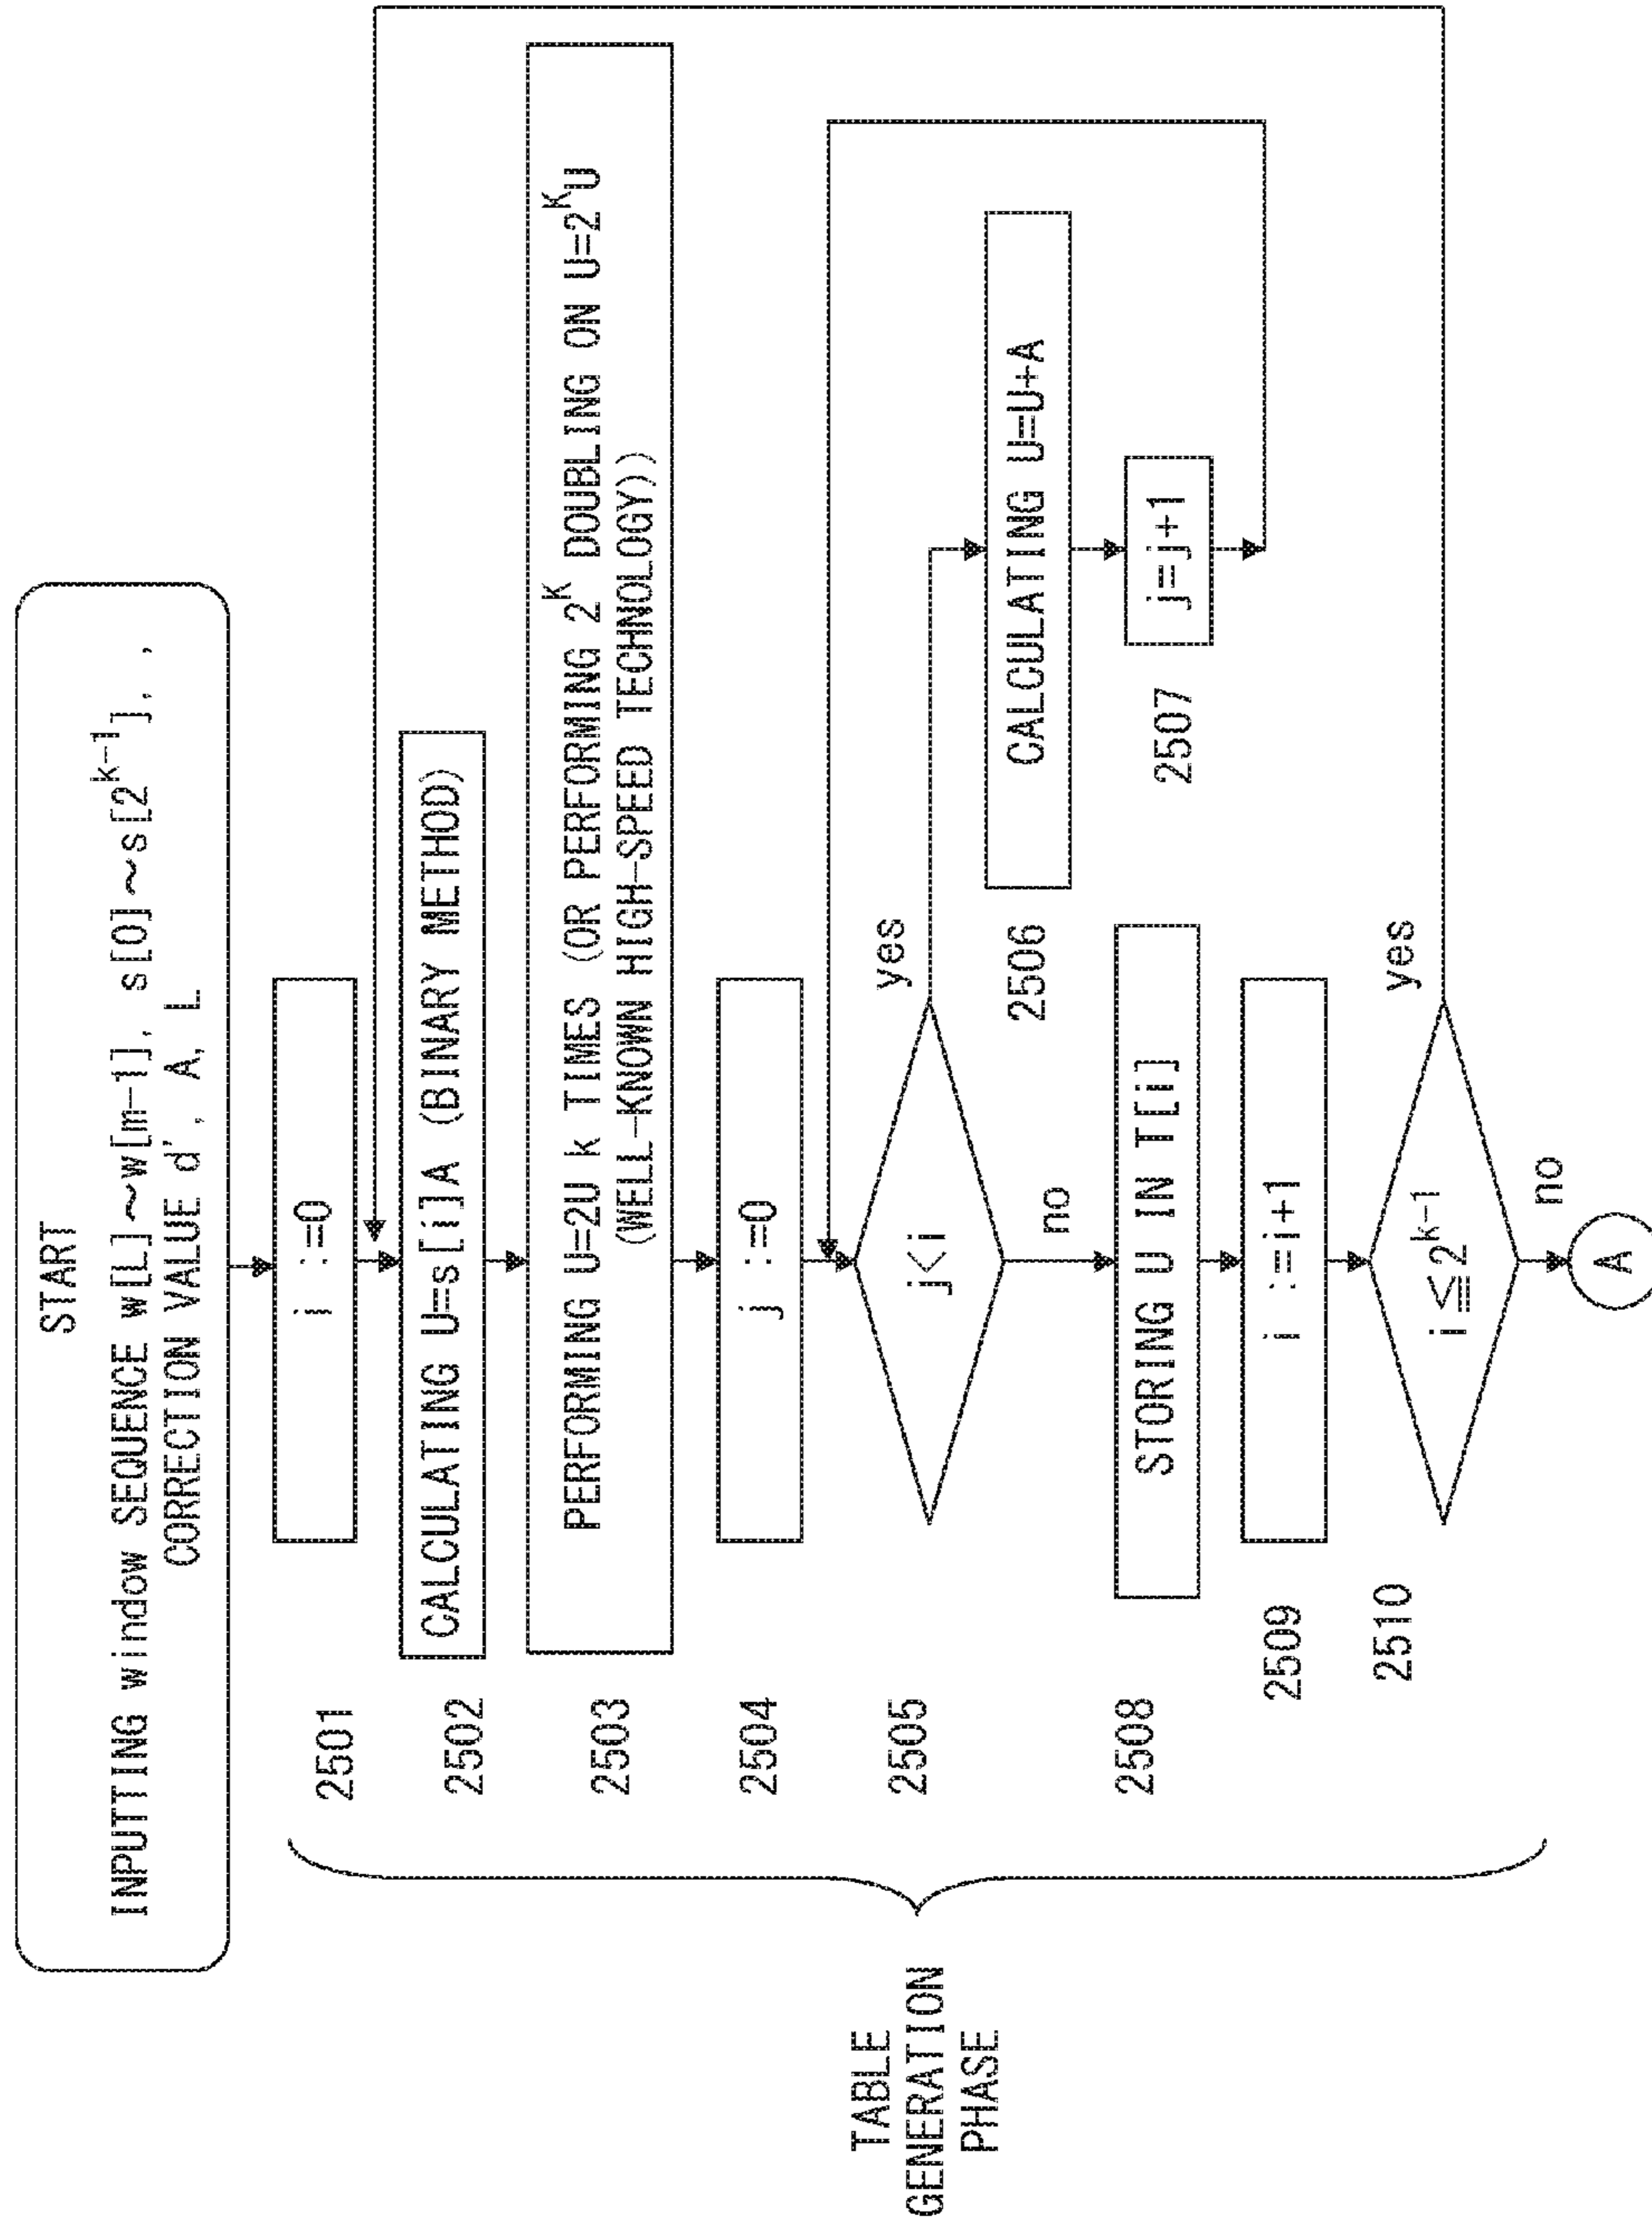 START
INPUTTING window SEQUENCE w[L]~w[m-1], s[0]~s[2^k-1], ,
CORRECTION VALUE d', A, L
2501
i :=0
2502
CALCULATING U=s[i]A (BINARY METHOD)
2503
PERFORMING U=2U k TIMES (OR PERFORMING 2^K DOUBLING ON U=2^K U
(WELL-KNOWN HIGH-SPEED TECHNOLOGY))
2504
j :=0
2505
j<i
yes
2506
CALCULATING U=U+A
2507
j=j+1
no
2508
STORING U IN T[i]
2509
i :=i+1
2510
i≦2^k-1
yes
no
A
TABLE
GENERATION
PHASE